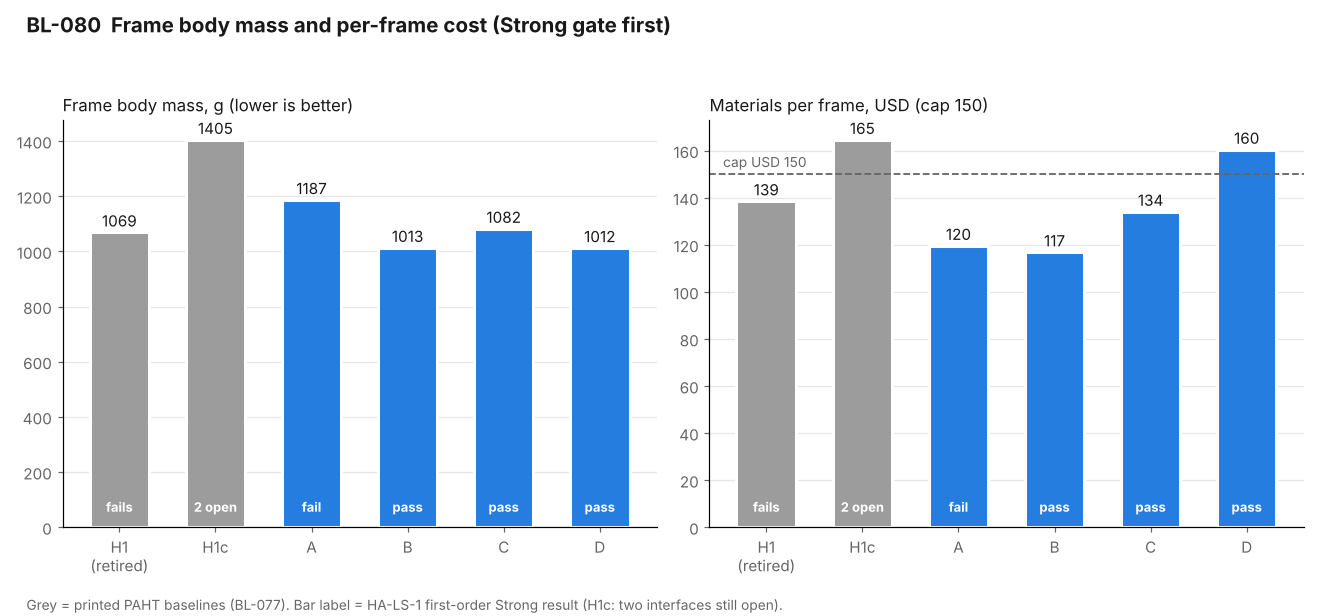 BL-080  Frame body mass and per-frame cost (Strong gate first)
Frame body mass, g (lower is better)
1400
1200
1000
800
600
400
200
0
1069
1405
1187
1013
1082
1012
fails
2 open
fail
pass
pass
pass
H1
(retired)
H1c
A
B
C
D
Materials per frame, USD (cap 150)
160
140
120
100
80
60
40
20
0
cap USD 150
139
165
120
117
134
160
fails
2 open
fail
pass
pass
pass
H1
(retired)
H1c
A
B
C
D
Grey = printed PAHT baselines (BL-077). Bar label = HA-LS-1 first-order Strong result (H1c: two interfaces still open).